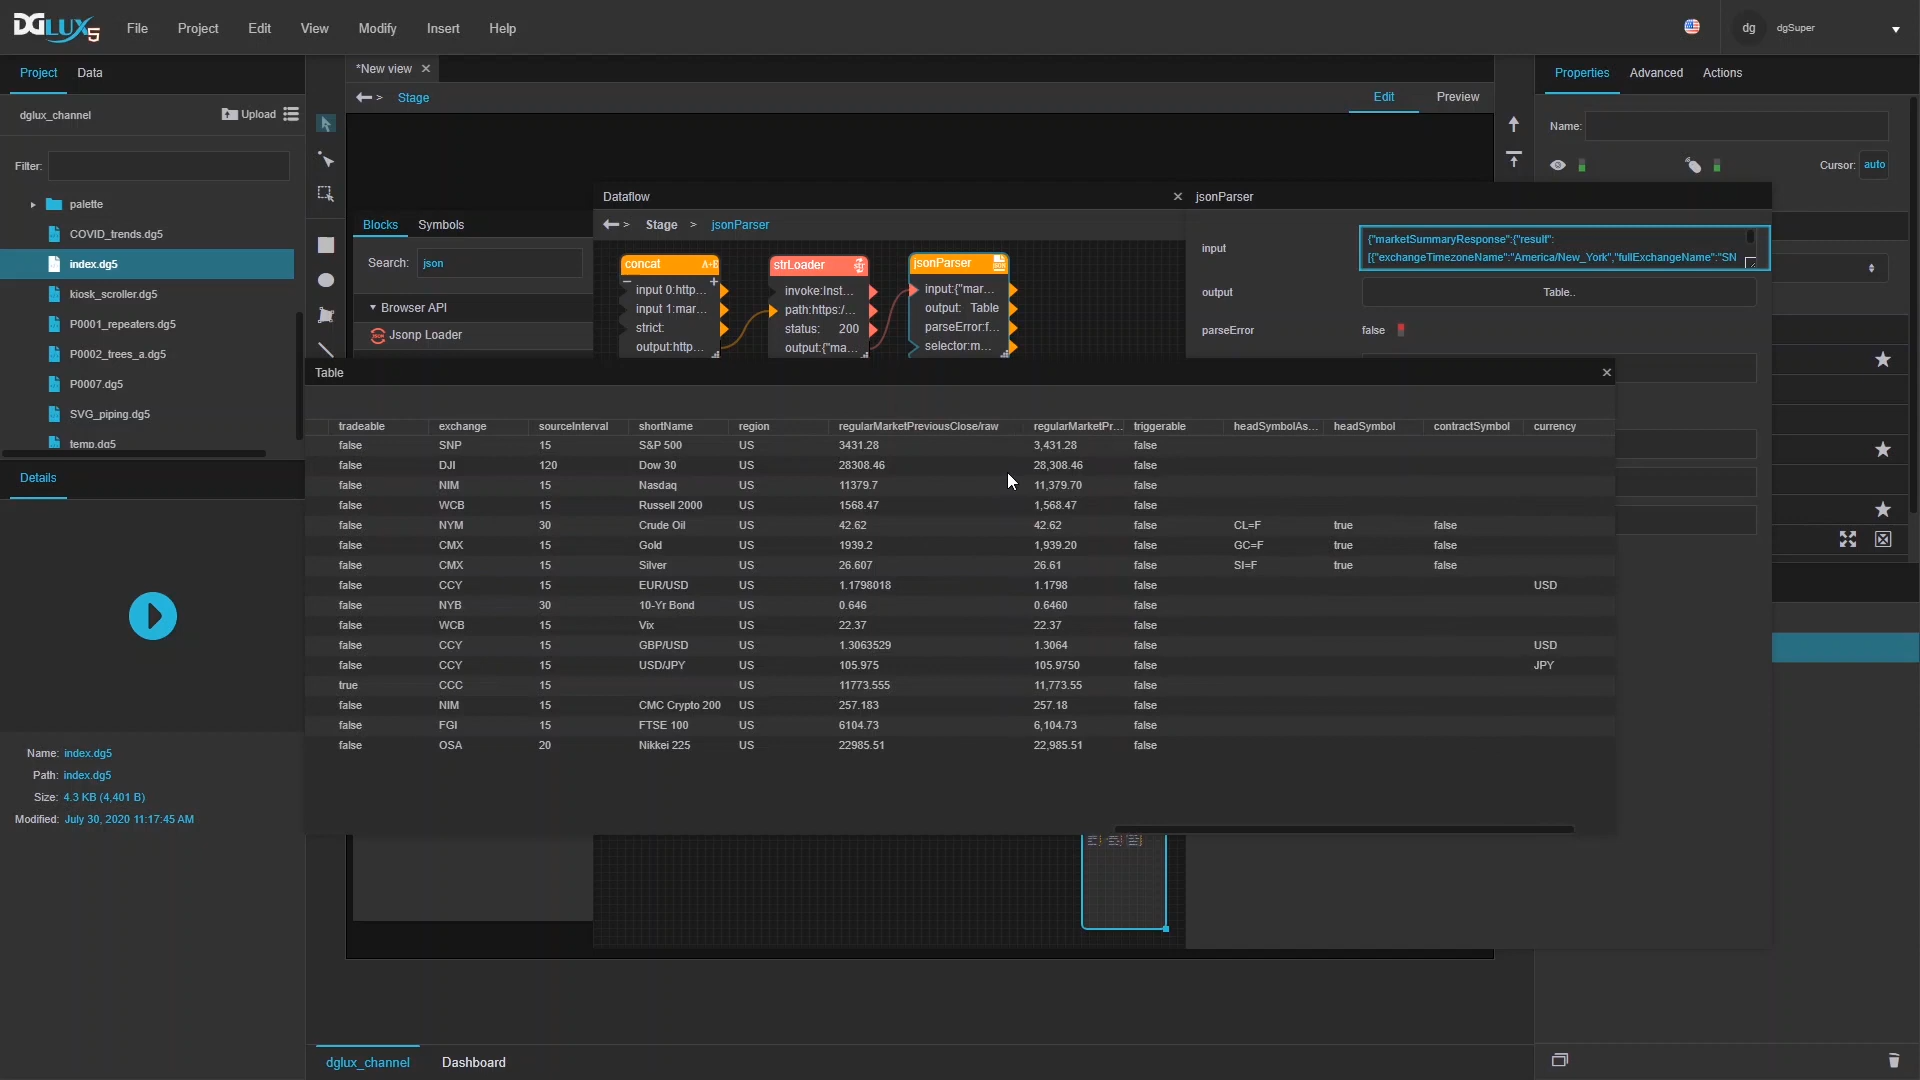 DGLUX5
File Project Edit View Modify Insert Help
dg dgSuper
Project Data
*New view
Properties Advanced Actions
Stage
Edit Preview
dglux_channel
Upload
Name:
Filter:
Cursor: auto
palette
COVID_trends.dg5
index.dg5
kiosk_scroller.dg5
P0001_repeaters.dg5
P0002_trees_a.dg5
P0007.dg5
SVG_piping.dg5
temp.dg5
Blocks Symbols
Search: json
Browser API
Jsonp Loader
Dataflow
Stage > jsonParser
concat A+B
input 0:http...
input 1:mar...
strict:
output:http...
strLoader
invoke:Inst...
path:https:/...
status: 200
output:{"ma...
jsonParser
input:{"mar...
output: Table
parseError:f...
selector:m...
jsonParser
input
{"marketSummaryResponse":{"result":
[{"exchangeTimezoneName":"America/New_York","fullExchangeName":"SN
output Table..
parseError false
Table
tradeable exchange sourceInterval shortName region regularMarketPreviousClose/raw regularMarketPr... triggerable headSymbolAs... headSymbol contractSymbol currency
false SNP 15 S&P 500 US 3431.28 3,431.28 false
false DJI 120 Dow 30 US 28308.46 28,308.46 false
false NIM 15 Nasdaq US 11379.7 11,379.70 false
false WCB 15 Russell 2000 US 1568.47 1,568.47 false
false NYM 30 Crude Oil US 42.62 42.62 false CL=F true false
false CMX 15 Gold US 1939.2 1,939.20 false GC=F true false
false CMX 15 Silver US 26.607 26.61 false SI=F true false
false CCY 15 EUR/USD US 1.1798018 1.1798 false USD
false NYB 30 10-Yr Bond US 0.646 0.6460 false
false WCB 15 Vix US 22.37 22.37 false
false CCY 15 GBP/USD US 1.3063529 1.3064 false USD
false CCY 15 USD/JPY US 105.975 105.9750 false JPY
true CCC 15 US 11773.555 11,773.55 false
false NIM 15 CMC Crypto 200 US 257.183 257.18 false
false FGI 15 FTSE 100 US 6104.73 6,104.73 false
false OSA 20 Nikkei 225 US 22985.51 22,985.51 false
Details
Name: index.dg5
Path: index.dg5
Size: 4.3 KB (4,401 B)
Modified: July 30, 2020 11:17:45 AM
dglux_channel Dashboard